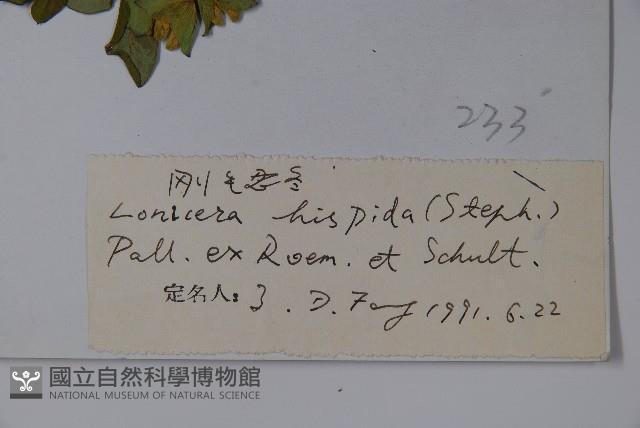 233
刚毛忍冬
Lonicera hispida (Steph.)
Pall. ex Roem. et Schult.
定名人: Z. D. Fang 1991. 6. 22
國立自然科學博物館
NATIONAL MUSEUM OF NATURAL SCIENCE